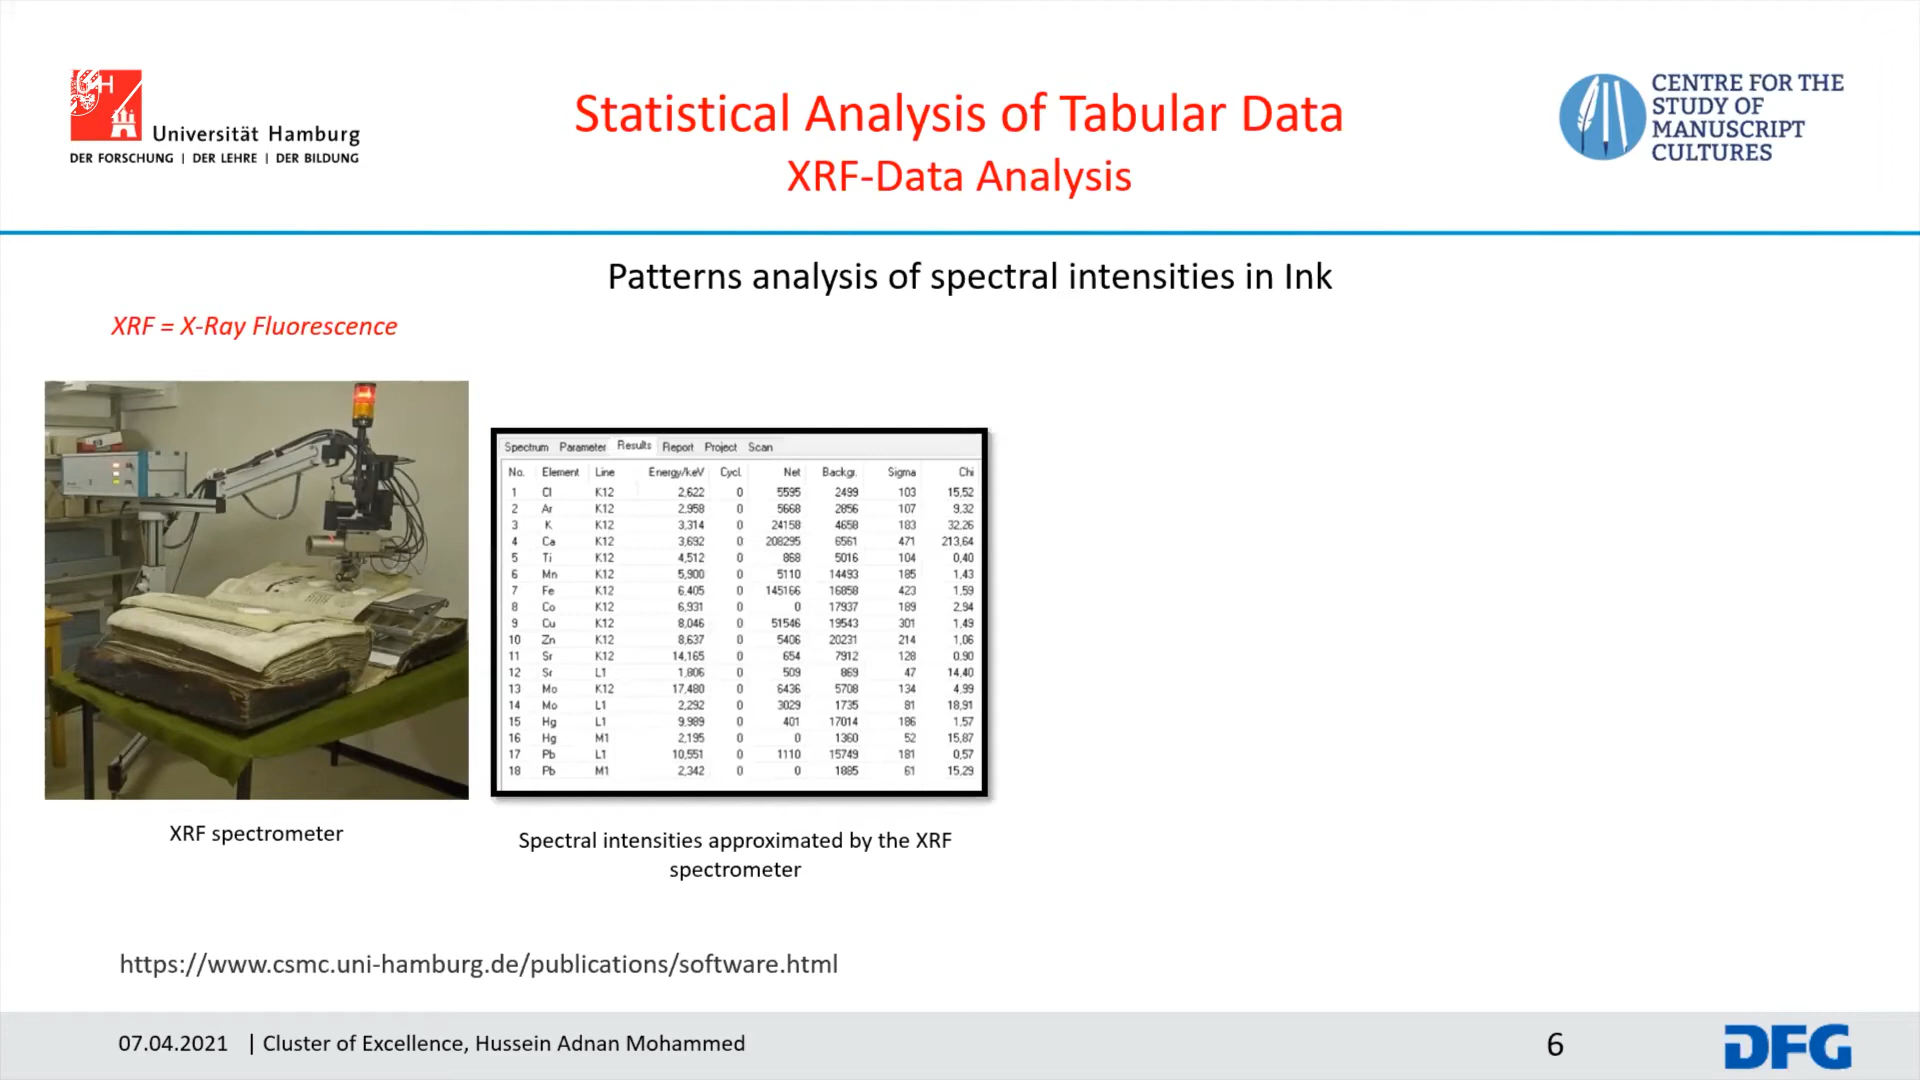 Universität Hamburg
DER FORSCHUNG | DER LEHRE | DER BILDUNG
Statistical Analysis of Tabular Data
XRF-Data Analysis
CENTRE FOR THE
STUDY OF
MANUSCRIPT
CULTURES
Patterns analysis of spectral intensities in Ink
XRF = X-Ray Fluorescence
Spectrum Parameter Results Report Project Scan
No. Element Line Energy/keV Cycl. Net Backgr. Sigma Chi
1 Cl K12 2,622 0 5595 2499 103 15,52
2 Ar K12 2,958 0 5668 2856 107 9,32
3 K K12 3,314 0 24158 4658 183 32,26
4 Ca K12 3,692 0 208295 6561 471 213,64
5 Ti K12 4,512 0 868 5016 104 0,40
6 Mn K12 5,900 0 5110 14493 185 1,43
7 Fe K12 6,405 0 145166 16858 423 1,59
8 Co K12 6,931 0 0 17937 189 2,94
9 Cu K12 8,046 0 51546 19543 301 1,49
10 Zn K12 8,637 0 5406 20231 214 1,06
11 Sr K12 14,165 0 654 7912 128 0,90
12 Sr L1 1,806 0 509 869 47 14,40
13 Mo K12 17,480 0 6436 5708 134 4,99
14 Mo L1 2,292 0 3029 1735 81 18,91
15 Hg L1 9,989 0 401 17014 186 1,57
16 Hg M1 2,195 0 0 1360 52 15,87
17 Pb L1 10,551 0 1110 15749 181 0,57
18 Pb M1 2,342 0 0 1885 61 15,29
XRF spectrometer
Spectral intensities approximated by the XRF
spectrometer
https://www.csmc.uni-hamburg.de/publications/software.html
07.04.2021 | Cluster of Excellence, Hussein Adnan Mohammed
6
DFG